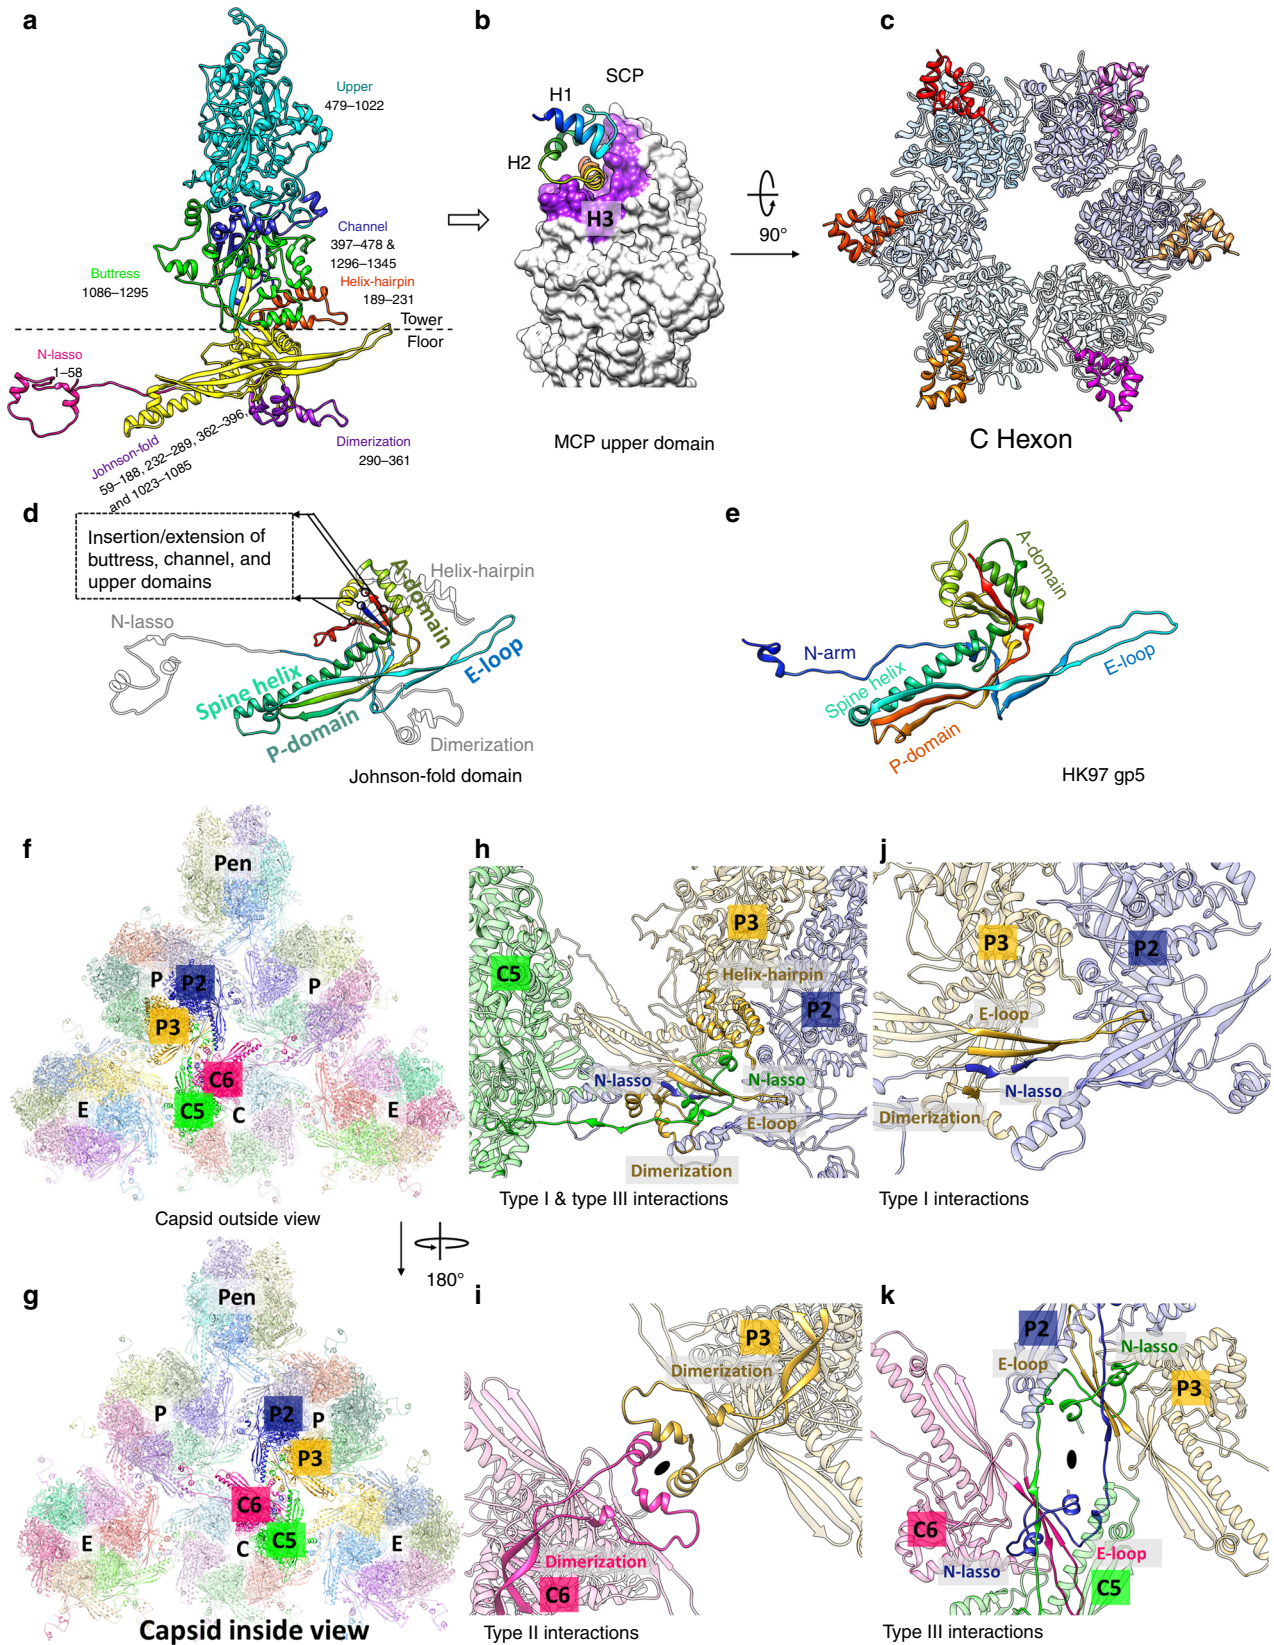 a
Upper
479–1022
Channel
397–478 &
1296–1345
Buttress
1086–1295
Helix-hairpin
189–231
Tower
Floor
N-lasso
1–58
Johnson-fold
59–188, 232–289, 362–396,
and 1023–1085
Dimerization
290–361
b
SCP
H1
H2
H3
MCP upper domain
90°
c
C Hexon
d
Insertion/extension of
buttress, channel, and
upper domains
N-lasso
A-domain
Helix-hairpin
Spine helix
E-loop
P-domain
Dimerization
Johnson-fold domain
e
A-domain
N-arm
E-loop
Spine helix
P-domain
HK97 gp5
f
Pen
P
P2
P
P3
C6
E
C5
C
E
Capsid outside view
180°
g
Pen
P
P2
P
P3
C6
E
C
C5
E
Capsid inside view
h
P3
C5
Helix-hairpin
P2
N-lasso
N-lasso
E-loop
Dimerization
Type I & type III interactions
j
P3
P2
E-loop
N-lasso
Dimerization
Type I interactions
i
P3
Dimerization
Dimerization
C6
Type II interactions
k
P2
N-lasso
E-loop
P3
C6
E-loop
N-lasso
C5
Type III interactions